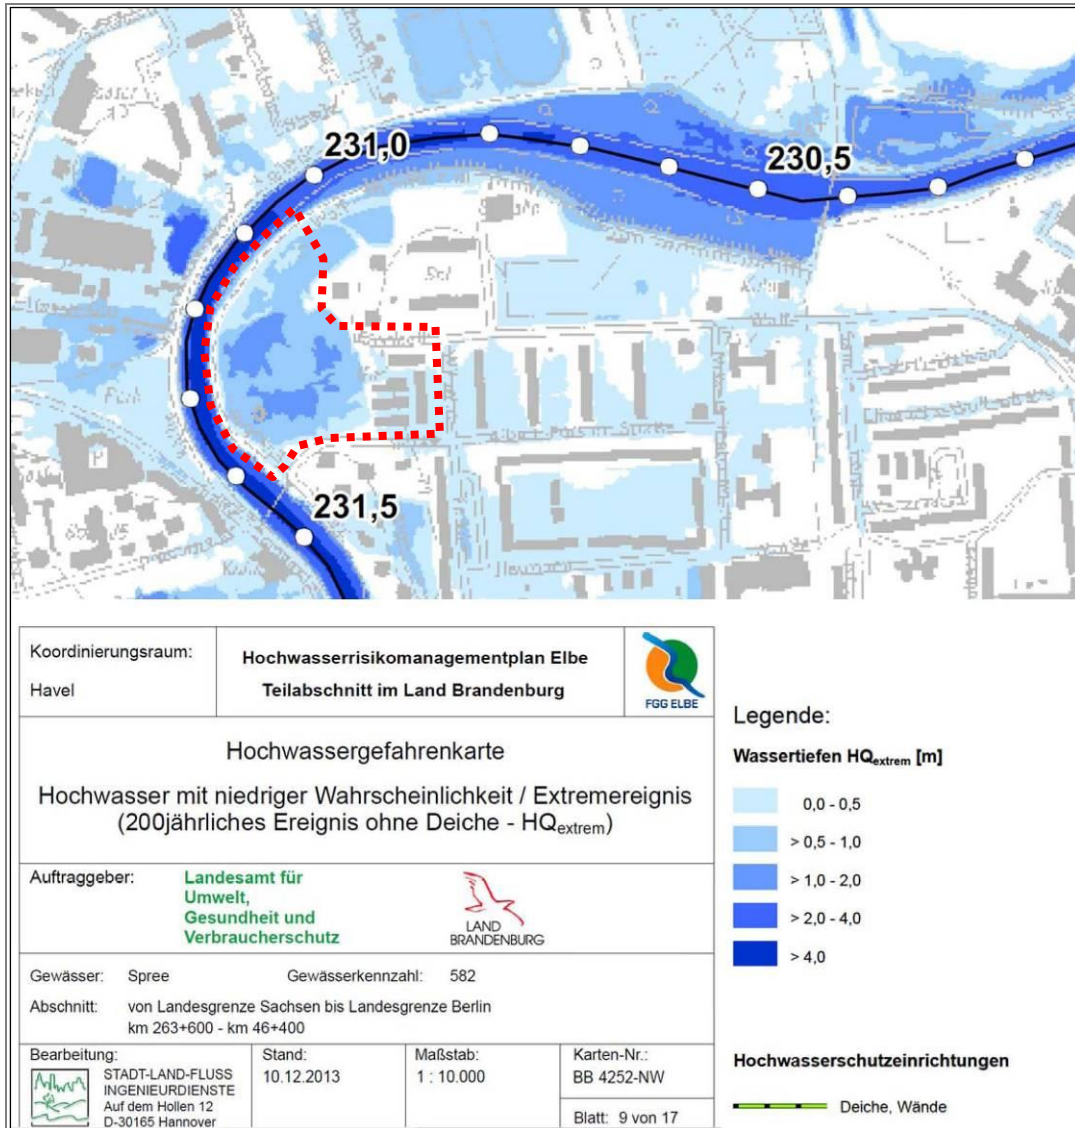 231,0
230,5
231,5
P
Koordinierungsraum:
Havel
Hochwasserrisikomanagementplan Elbe
Teilabschnitt im Land Brandenburg
FGG ELBE
Hochwassergefahrenkarte
Hochwasser mit niedriger Wahrscheinlichkeit / Extremereignis
(200jährliches Ereignis ohne Deiche - HQextrem)
Auftraggeber:
Landesamt für
Umwelt,
Gesundheit und
Verbraucherschutz
LAND
BRANDENBURG
Gewässer: Spree Gewässerkennzahl: 582
Abschnitt: von Landesgrenze Sachsen bis Landesgrenze Berlin
km 263+600 - km 46+400
Bearbeitung:
STADT-LAND-FLUSS
INGENIEURDIENSTE
Auf dem Hollen 12
D-30165 Hannover
Stand:
10.12.2013
Maßstab:
1 : 10.000
Karten-Nr.:
BB 4252-NW
Blatt: 9 von 17
Legende:
Wassertiefen HQextrem [m]
0,0 - 0,5
> 0,5 - 1,0
> 1,0 - 2,0
> 2,0 - 4,0
> 4,0
Hochwasserschutzeinrichtungen
Deiche, Wände